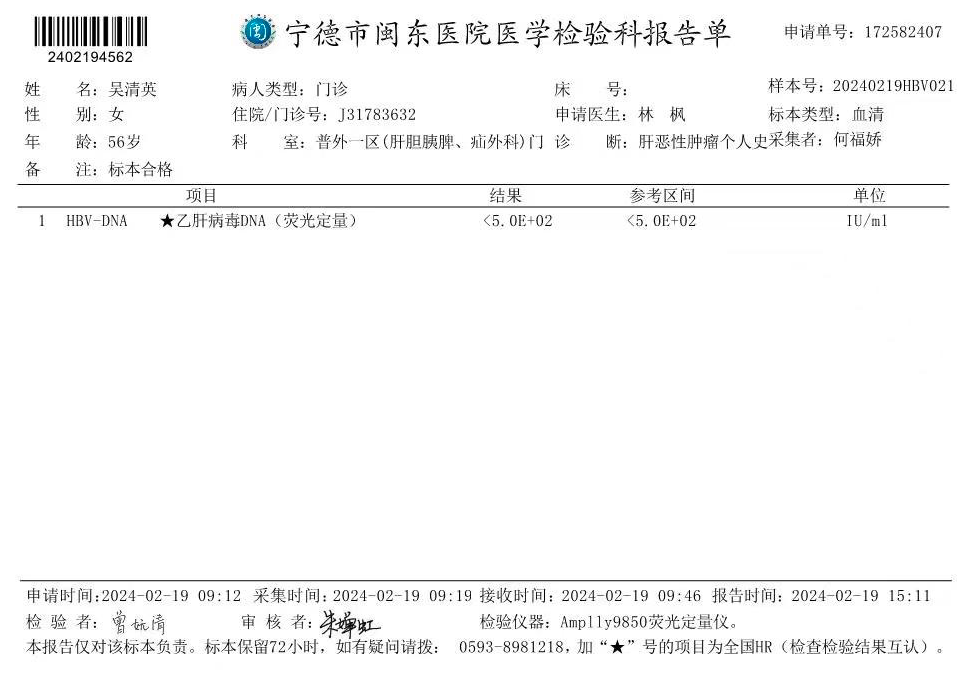 宁德市闽东医院医学检验科报告单 申请单号：172582407
2402194562
姓 名：吴清英 病人类型：门诊 床 号： 样本号：20240219HBV021
性 别：女 住院/门诊号：J31783632 申请医生：林 枫 标本类型：血清
年 龄：56岁 科 室：普外一区(肝胆胰脾、疝外科)门 诊 断：肝恶性肿瘤个人史 采集者：何福娇
备 注：标本合格
项目 结果 参考区间 单位
1 HBV-DNA ★乙肝病毒DNA（荧光定量） <5.0E+02 <5.0E+02 IU/ml
申请时间:2024-02-19 09:12 采集时间:2024-02-19 09:19 接收时间：2024-02-19 09:46 报告时间：2024-02-19 15:11
检 验 者： 审 核 者： 检验仪器：Amplly9850荧光定量仪。
本报告仅对该标本负责。标本保留72小时，如有疑问请拨： 0593-8981218，加“★”号的项目为全国HR（检查检验结果互认）。